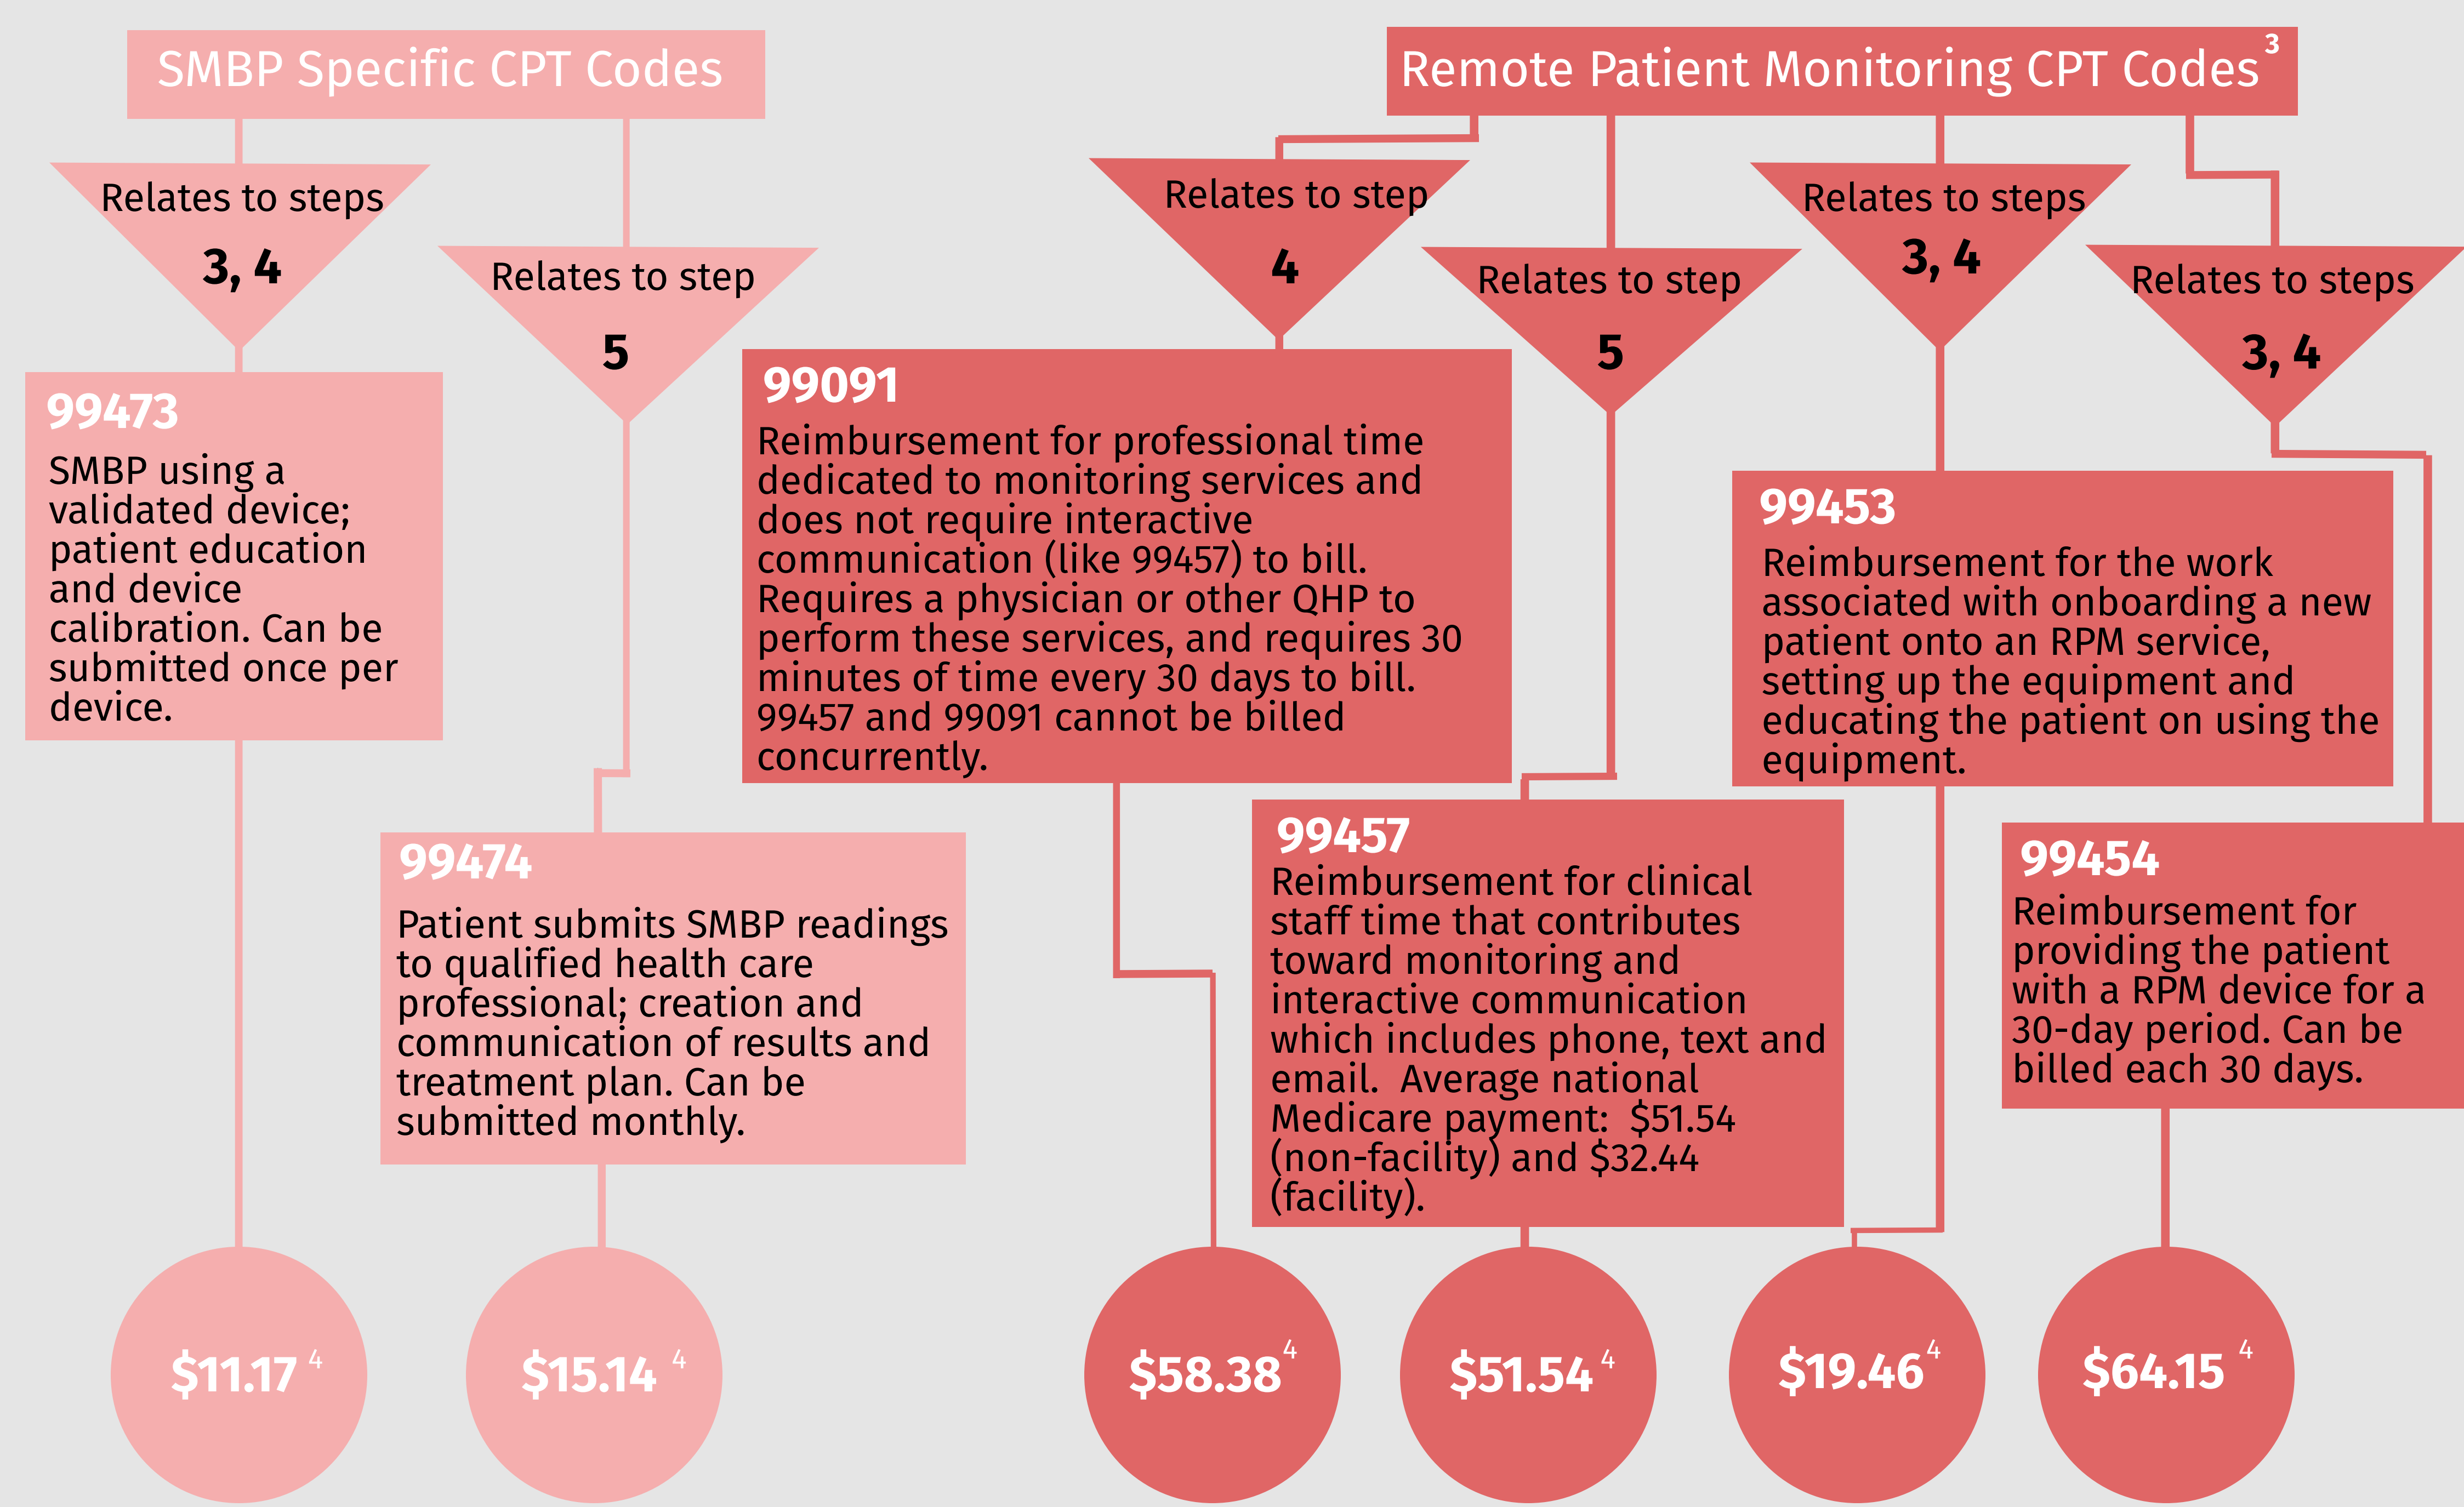 SMBP Specific CPT Codes
Relates to steps
3, 4
Relates to step
5
99473
SMBP using a
validated device;
patient education
and device
calibration. Can be
submitted once per
device.
99474
Patient submits SMBP readings
to qualified health care
professional; creation and
communication of results and
treatment plan. Can be
submitted monthly.
$11.17 4
$15.14 4
Remote Patient Monitoring CPT Codes 3
Relates to step
4
Relates to step
5
Relates to steps
3, 4
Relates to steps
3, 4
99091
Reimbursement for professional time
dedicated to monitoring services and
does not require interactive
communication (like 99457) to bill.
Requires a physician or other QHP to
perform these services, and requires 30
minutes of time every 30 days to bill.
99457 and 99091 cannot be billed
concurrently.
99457
Reimbursement for clinical
staff time that contributes
toward monitoring and
interactive communication
which includes phone, text and
email.  Average national
Medicare payment:  $51.54
(non-facility) and $32.44
(facility).
99453
Reimbursement for the work
associated with onboarding a new
patient onto an RPM service,
setting up the equipment and
educating the patient on using the
equipment.
99454
Reimbursement for
providing the patient
with a RPM device for a
30-day period. Can be
billed each 30 days.
$58.38 4
$51.54 4
$19.46 4
$64.15 4